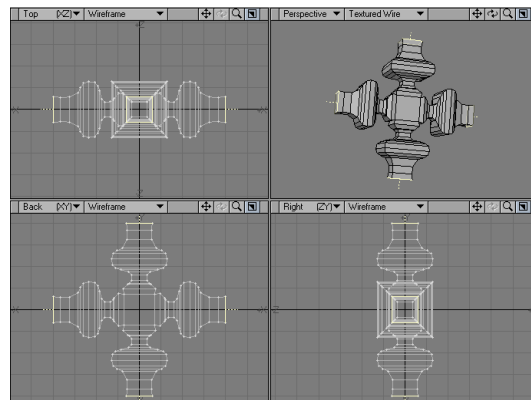 Top (XZ) Wireframe
Perspective Textured Wire
Back (XY) Wireframe
Right (ZY) Wireframe